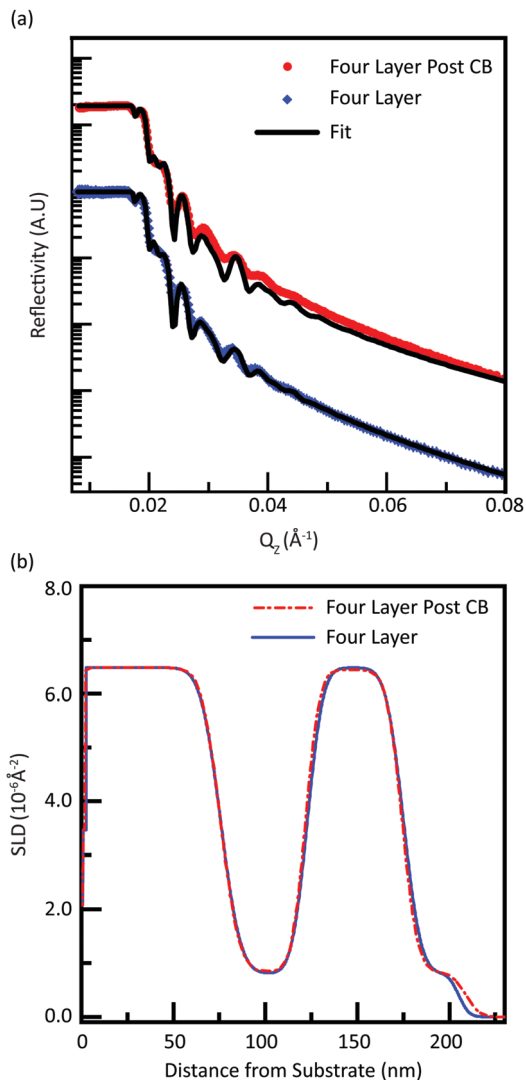 (a)
Four Layer Post CB
Four Layer
Fit
Reflectivity (A.U)
0.02
0.04
0.06
0.08
Q_Z (Å⁻¹)
(b)
8.0
Four Layer Post CB
Four Layer
6.0
SLD (10⁻⁶Å⁻²)
4.0
2.0
0.0
0
50
100
150
200
Distance from Substrate (nm)